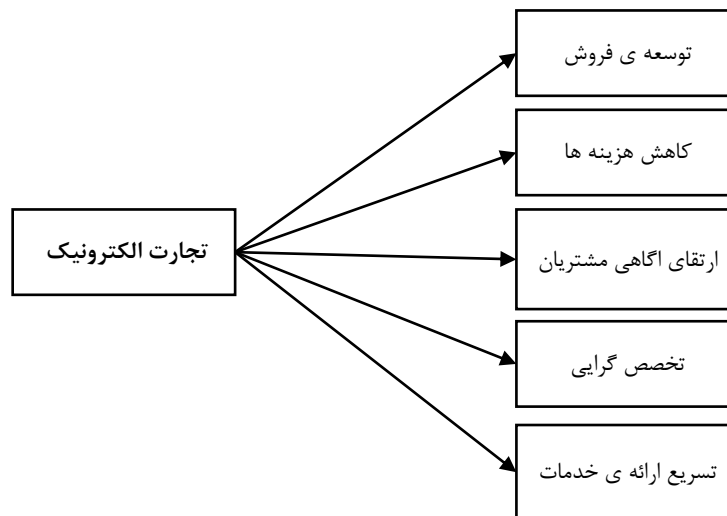 توسعه ی فروش
کاهش هزینه ها
تجارت الکترونیک
ارتقای اگاهی مشتریان
تخصص گرایی
تسریع ارائه ی خدمات